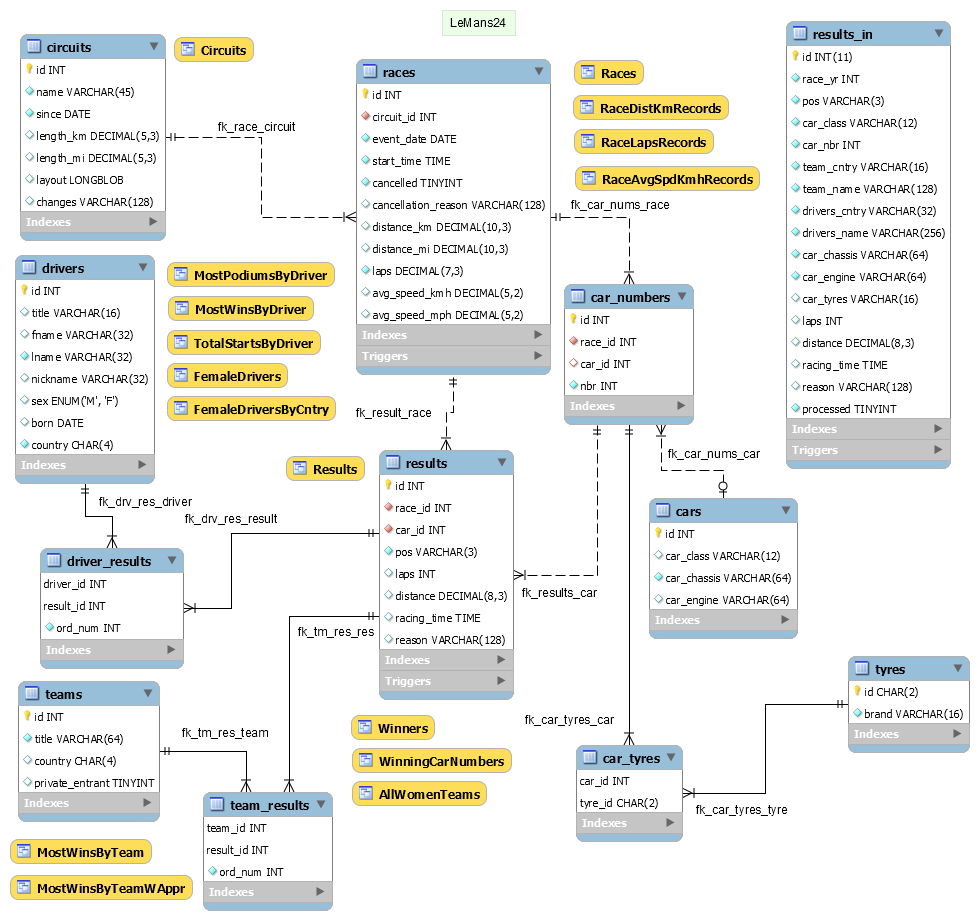 LeMans24
circuits
id INT
name VARCHAR(45)
since DATE
length_km DECIMAL(5,3)
length_mi DECIMAL(5,3)
layout LONGBLOB
changes VARCHAR(128)
Indexes
Circuits
fk_race_circuit
races
id INT
circuit_id INT
event_date DATE
start_time TIME
cancelled TINYINT
cancellation_reason VARCHAR(128)
distance_km DECIMAL(10,3)
distance_mi DECIMAL(10,3)
laps DECIMAL(7,3)
avg_speed_kmh DECIMAL(5,2)
avg_speed_mph DECIMAL(5,2)
Indexes
Triggers
Races
RaceDistKmRecords
RaceLapsRecords
RaceAvgSpdKmhRecords
fk_car_nums_race
results_in
id INT(11)
race_yr INT
pos VARCHAR(3)
car_class VARCHAR(12)
car_nbr INT
team_cntry VARCHAR(16)
team_name VARCHAR(128)
drivers_cntry VARCHAR(32)
drivers_name VARCHAR(256)
car_chassis VARCHAR(64)
car_engine VARCHAR(64)
car_tyres VARCHAR(16)
laps INT
distance DECIMAL(8,3)
racing_time TIME
reason VARCHAR(128)
processed TINYINT
Indexes
Triggers
drivers
id INT
title VARCHAR(16)
fname VARCHAR(32)
lname VARCHAR(32)
nickname VARCHAR(32)
sex ENUM('M', 'F')
born DATE
country CHAR(4)
Indexes
MostPodiumsByDriver
MostWinsByDriver
TotalStartsByDriver
FemaleDrivers
FemaleDriversByCntry
car_numbers
id INT
race_id INT
car_id INT
nbr INT
Indexes
fk_result_race
fk_car_nums_car
Results
results
id INT
race_id INT
car_id INT
pos VARCHAR(3)
laps INT
distance DECIMAL(8,3)
racing_time TIME
reason VARCHAR(128)
Indexes
Triggers
fk_drv_res_driver
fk_drv_res_result
cars
id INT
car_class VARCHAR(12)
car_chassis VARCHAR(64)
car_engine VARCHAR(64)
Indexes
driver_results
driver_id INT
result_id INT
ord_num INT
Indexes
fk_results_car
fk_tm_res_res
teams
id INT
title VARCHAR(64)
country CHAR(4)
private_entrant TINYINT
Indexes
fk_tm_res_team
Winners
WinningCarNumbers
AllWomenTeams
fk_car_tyres_car
tyres
id CHAR(2)
brand VARCHAR(16)
Indexes
car_tyres
car_id INT
tyre_id CHAR(2)
Indexes
fk_car_tyres_tyre
team_results
team_id INT
result_id INT
ord_num INT
Indexes
MostWinsByTeam
MostWinsByTeamWAppr